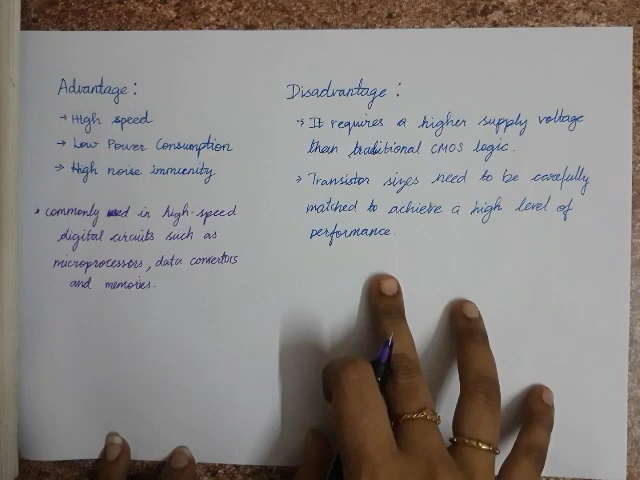 Advantage:
→ High speed
→ Low Power Consumption
→ High noise immunity
* commonly used in high-speed
digital circuits such as
microprocessors, data convertors
and memories.
Disadvantage:
→ It requires a higher supply voltage
than traditional CMOS logic.
→ Transistor sizes need to be carefully
matched to achieve a high level of
performance.